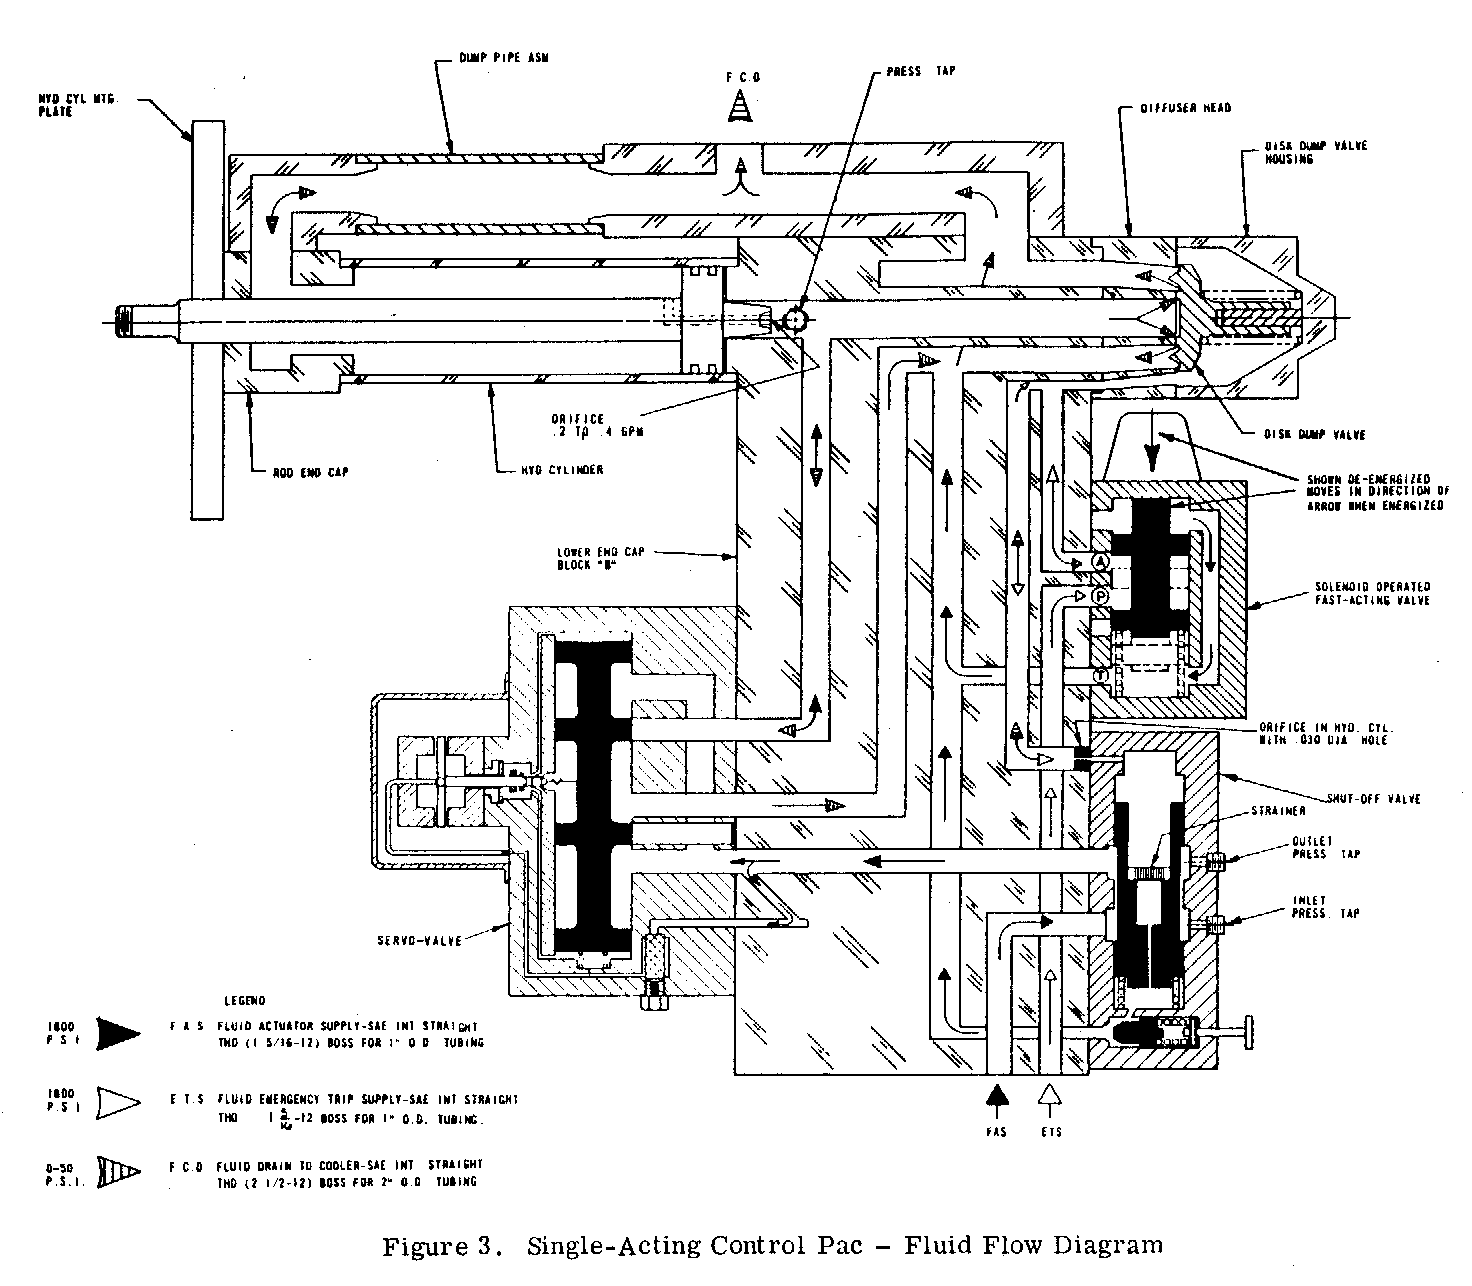 DUMP PIPE ASM
F C.D
PRESS TAP
HYD CYL MTG.
PLATE
DIFFUSER HEAD
DISK DUMP VALVE
HOUSING
ORIFICE
.2 TO .4 GPM
DISK DUMP VALVE
ROD END CAP
HYD CYLINDER
SHOWN DE-ENERGIZED
MOVES IN DIRECTION OF
ARROW WHEN ENERGIZED
LOWER END CAP
BLOCK
A
P
SOLENOID OPERATED
FAST-ACTING VALVE
T
ORIFICE IN HYD. CYL.
WITH .030 DIA HOLE
SHUT-OFF VALVE
STRAINER
OUTLET
PRESS TAP
INLET
PRESS. TAP
SERVO-VALVE
LEGEND
1600
P.S.I
F A S FLUID ACTUATOR SUPPLY-SAE INT STRAIGHT
THD (1 5/16-12) BOSS FOR 1" O.D TUBING
1600
P.S I
E T.S FLUID EMERGENCY TRIP SUPPLY-SAE INT STRAIGHT
THD 1 5/16-12 BOSS FOR 1" O.D. TUBING.
0-50
P.S.I.
F C.D FLUID DRAIN TO COOLER-SAE INT STRAIGHT
THD (2 1/2-12) BOSS FOR 2" O.D TUBING
FAS ETS
Figure 3. Single-Acting Control Pac – Fluid Flow Diagram